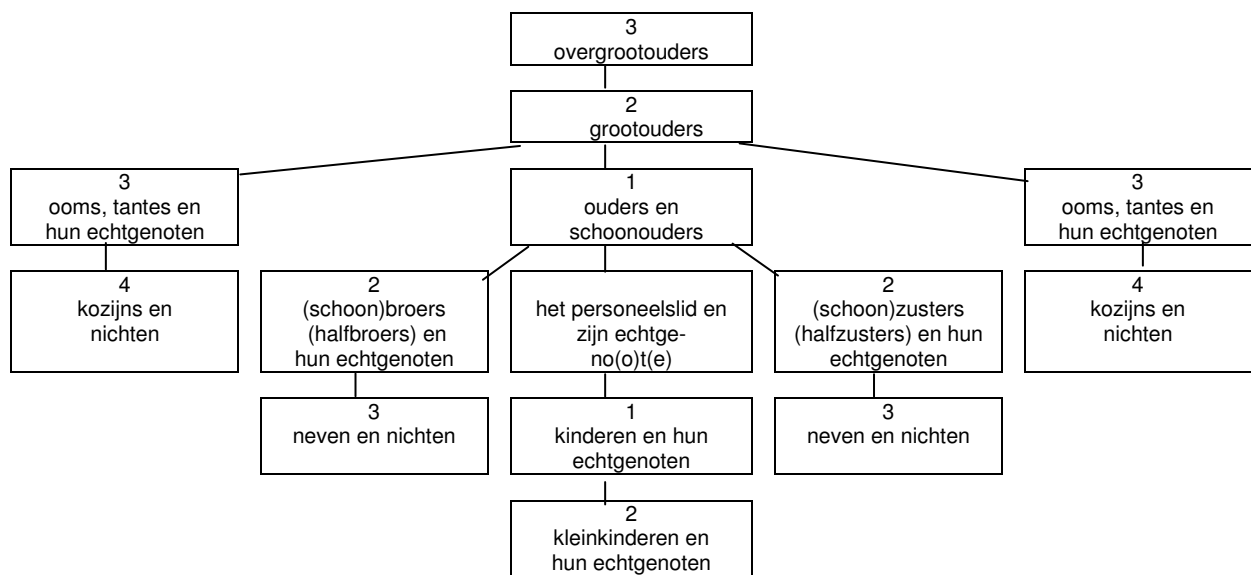 3
overgrootouders
2
grootouders
3
ooms, tantes en
hun echtgenoten
1
ouders en
schoonouders
3
ooms, tantes en
hun echtgenoten
4
kozijns en
nichten
2
(schoon)broers
(halfbroers) en
hun echtgenoten
het personeelslid en
zijn echtge-
no(o)t(e)
2
(schoon)zusters
(halfzusters) en hun
echtgenoten
4
kozijns en
nichten
3
neven en nichten
1
kinderen en hun
echtgenoten
3
neven en nichten
2
kleinkinderen en
hun echtgenoten